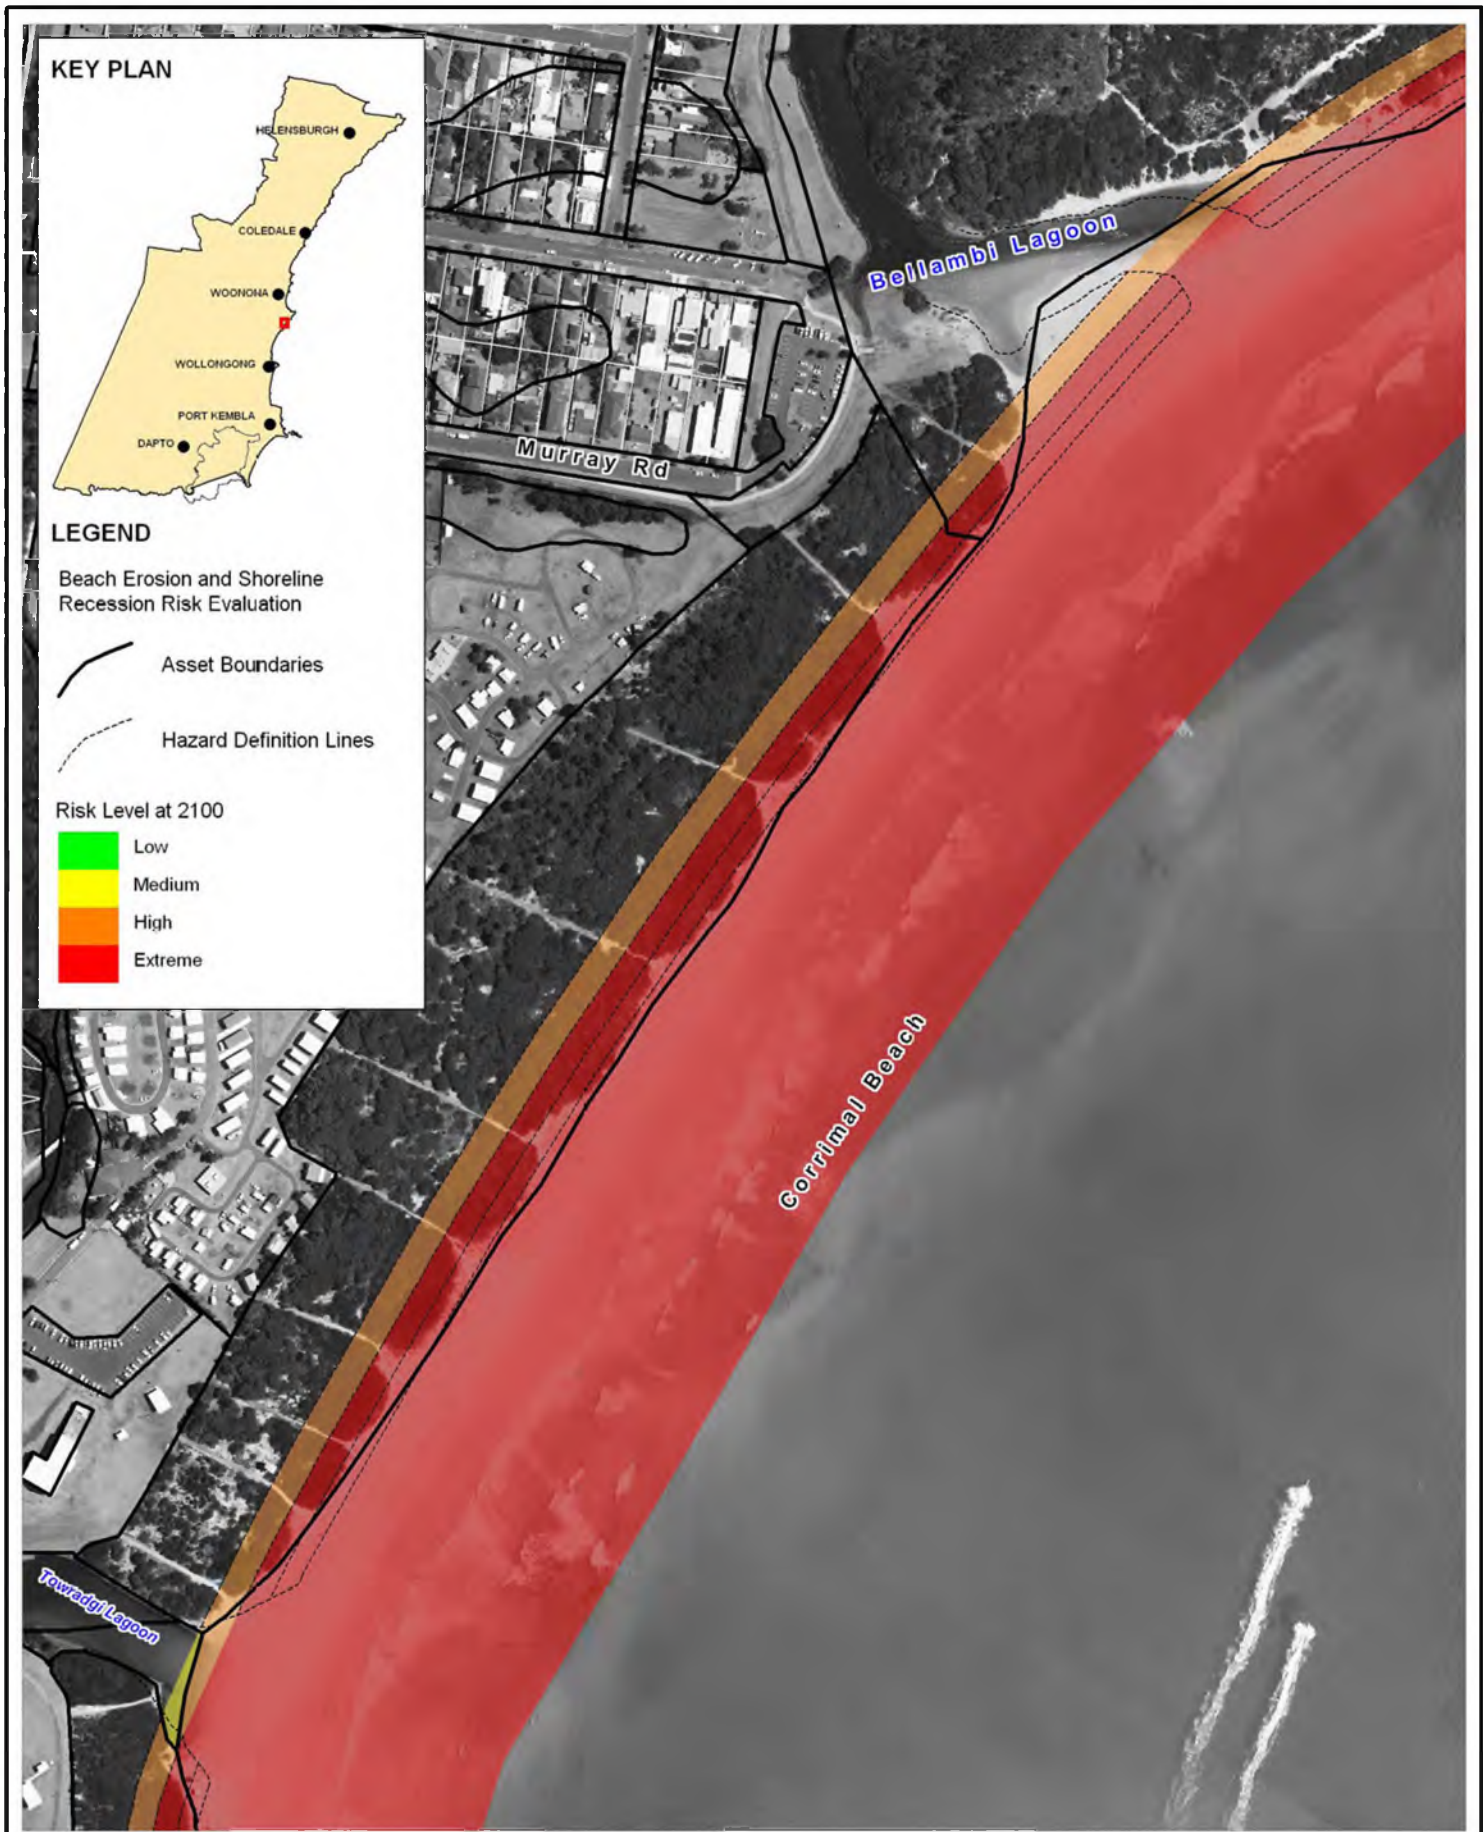 KEY PLAN
HELENSBURGH
COLEDALE
WOONONA
WOLLONGONG
PORT KEMBLA
DAPTO
LEGEND
Beach Erosion and Shoreline
Recession Risk Evaluation
Asset Boundaries
Hazard Definition Lines
Risk Level at 2100
Low
Medium
High
Extreme
Bellambi Lagoon
Murray Rd
Corrimal Beach
Towradgi Lagoon